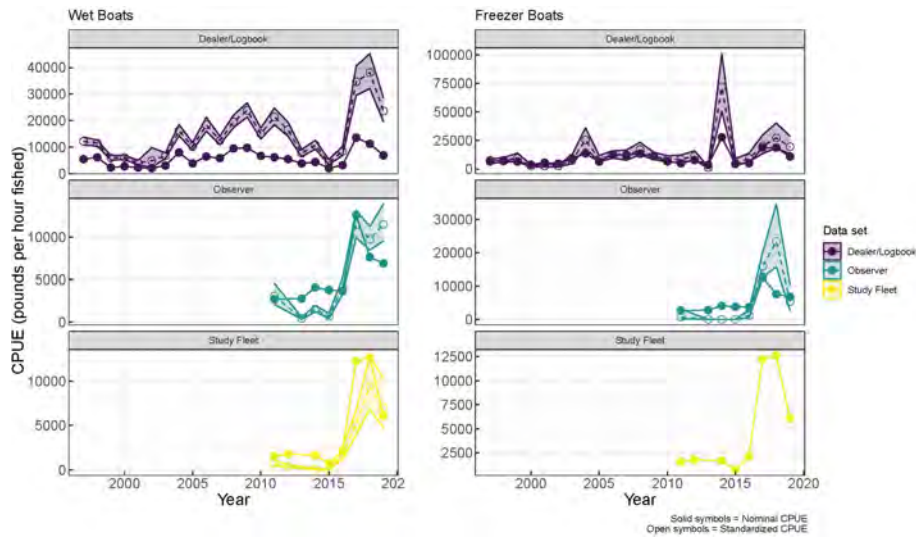 Wet Boats
Freezer Boats
Dealer/Logbook
Dealer/Logbook
40000
30000
20000
10000
0
100000
75000
50000
25000
0
Observer
Observer
10000
5000
0
30000
20000
10000
0
Study Fleet
Study Fleet
10000
5000
0
12500
10000
7500
5000
2500
CPUE (pounds per hour fished)
2000
2005
2010
2015
202
2000
2005
2010
2015
2020
Year
Year
Data set
Dealer/Logbook
Observer
Study Fleet
Solid symbols = Nominal CPUE
Open symbols = Standardized CPUE